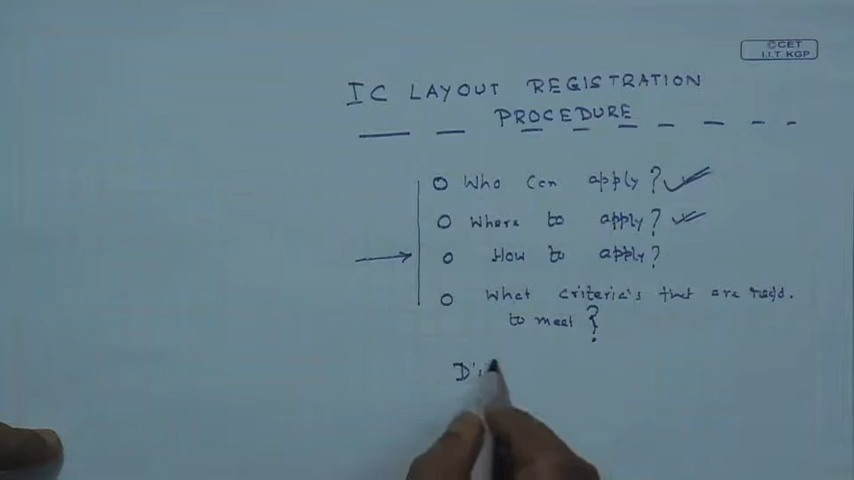 ©CET
I.I.T. KGP
IC LAYOUT REGISTRATION
PROCEDURE
o Who can apply? ✓
o Where to apply? ✓
→ o How to apply?
o What criteria's that are reqd.
to meet?